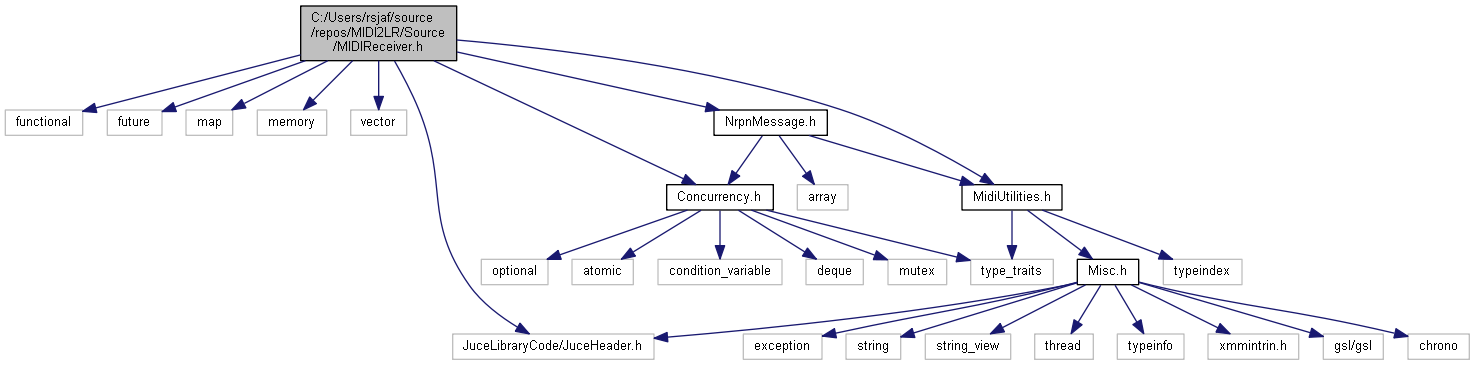 C:/Users/rsjaf/source
/repos/MIDI2LR/Source
/MIDIReceiver.h
functional
future
map
memory
vector
NrpnMessage.h
Concurrency.h
array
MidiUtilities.h
optional
atomic
condition_variable
deque
mutex
type_traits
Misc.h
typeindex
JuceLibraryCode/JuceHeader.h
exception
string
string_view
thread
typeinfo
xmmintrin.h
gsl/gsl
chrono